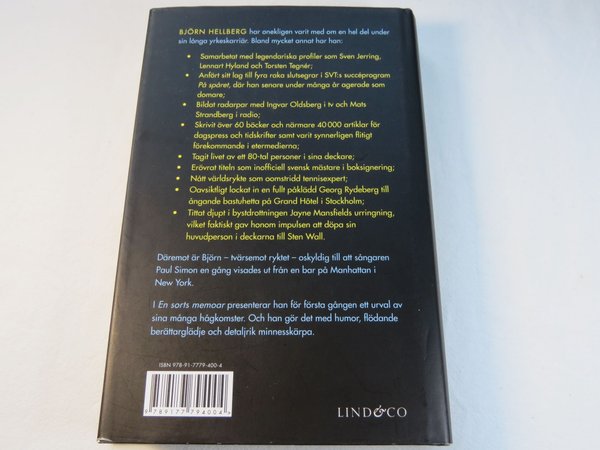 BJÖRN HELLBERG har onekligen varit med om en hel del under
sin långa yrkeskarriär. Bland mycket annat har han:
• Samarbetat med legendariska profiler som Sven Jerring,
Lennart Hyland och Torsten Tegnér;
• Anfört sitt lag till fyra raka slutsegrar i SVT:s succéprogram
På spåret, där han senare under många år agerade som
domare;
• Bildat radarpar med Ingvar Oldsberg i tv och Mats
Strandberg i radio;
• Skrivit över 60 böcker och närmare 40 000 artiklar för
dagspress och tidskrifter samt varit synnerligen flitigt
förekommande i etermedierna;
• Tagit livet av ett 80-tal personer i sina deckare;
• Erövrat titeln som inofficiell svensk mästare i boksignering;
• Nått världsrykte som oomstridd tennisexpert;
• Oavsiktligt lockat in en fullt påklädd Georg Rydeberg till
ångande bastuhetta på Grand Hôtel i Stockholm;
• Tittat djupt i bystdrottningen Jayne Mansfields urringning,
vilket faktiskt gav honom impulsen att döpa sin
huvudperson i deckarna till Sten Wall.
Däremot är Björn – tvärsemot ryktet – oskyldig till att sångaren
Paul Simon en gång visades ut från en bar på Manhattan i
New York.
I En sorts memoar presenterar han för första gången ett urval av
sina många hågkomster. Och han gör det med humor, flödande
berättarglädje och detaljrik minnesskärpa.
ISBN 978-91-7779-400-4
9 789177 794004
LIND&CO